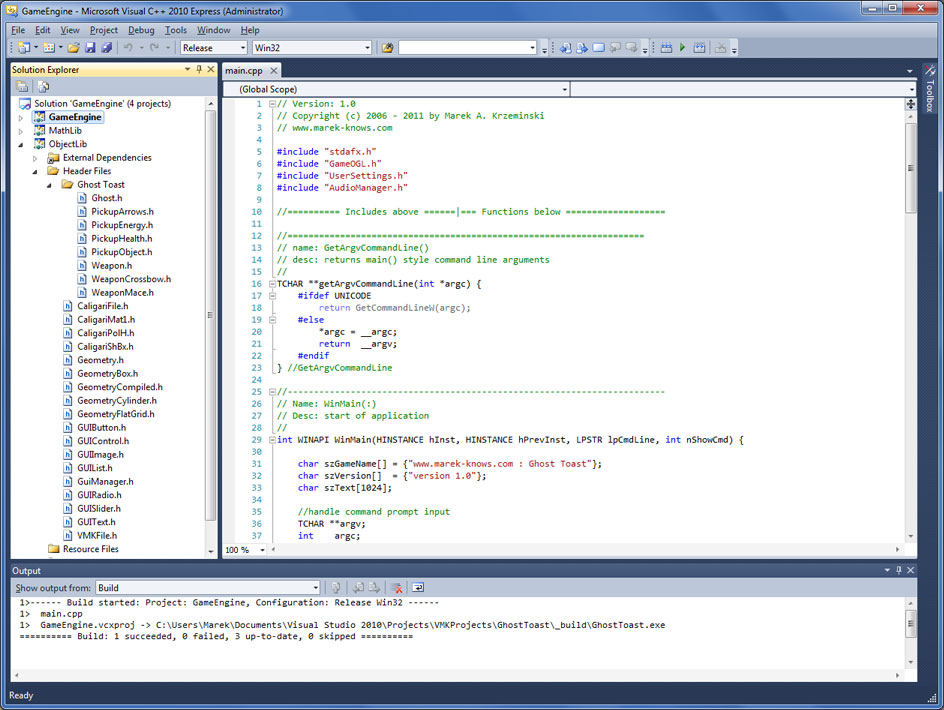 GameEngine - Microsoft Visual C++ 2010 Express (Administrator)
File Edit View Project Debug Tools Window Help
Release Win32
Solution Explorer
Solution 'GameEngine' (4 projects)
GameEngine
MathLib
ObjectLib
External Dependencies
Header Files
Ghost Toast
Ghost.h
PickupArrows.h
PickupEnergy.h
PickupHealth.h
PickupObject.h
Weapon.h
WeaponCrossbow.h
WeaponMace.h
CaligariFile.h
CaligariMat1.h
CaligariPolH.h
CaligariShBx.h
Geometry.h
GeometryBox.h
GeometryCompiled.h
GeometryCylinder.h
GeometryFlatGrid.h
GUIButton.h
GUIControl.h
GUIImage.h
GUIList.h
GuiManager.h
GUIRadio.h
GUISlider.h
GUIText.h
VMKFile.h
Resource Files
main.cpp
(Global Scope)
1 // Version: 1.0
2 // Copyright (c) 2006 - 2011 by Marek A. Krzeminski
3 // www.marek-knows.com
4
5 #include "stdafx.h"
6 #include "GameOGL.h"
7 #include "UserSettings.h"
8 #include "AudioManager.h"
9
10 //========== Includes above ======|=== Functions below ===================
11
12 //====================================================================
13 // name: GetArgvCommandLine()
14 // desc: returns main() style command line arguments
15 //
16 TCHAR **getArgvCommandLine(int *argc) {
17 #ifdef UNICODE
18 return GetCommandLineW(argc);
19 #else
20 *argc = __argc;
21 return __argv;
22 #endif
23 } //GetArgvCommandLine
24
25 //------------------------------------------------------------------------
26 // Name: WinMain(:)
27 // Desc: start of application
28 //
29 int WINAPI WinMain(HINSTANCE hInst, HINSTANCE hPrevInst, LPSTR lpCmdLine, int nShowCmd) {
30
31 char szGameName[] = {"www.marek-knows.com : Ghost Toast"};
32 char szVersion[] = {"version 1.0"};
33 char szText[1024];
34
35 //handle command prompt input
36 TCHAR **argv;
37 int argc;
100 %
Toolbox
Output
Show output from: Build
1>------ Build started: Project: GameEngine, Configuration: Release Win32 ------
1> main.cpp
1> GameEngine.vcxproj -> C:\Users\Marek\Documents\Visual Studio 2010\Projects\VMKProjects\GhostToast\_build\GhostToast.exe
========== Build: 1 succeeded, 0 failed, 3 up-to-date, 0 skipped ==========
Ready